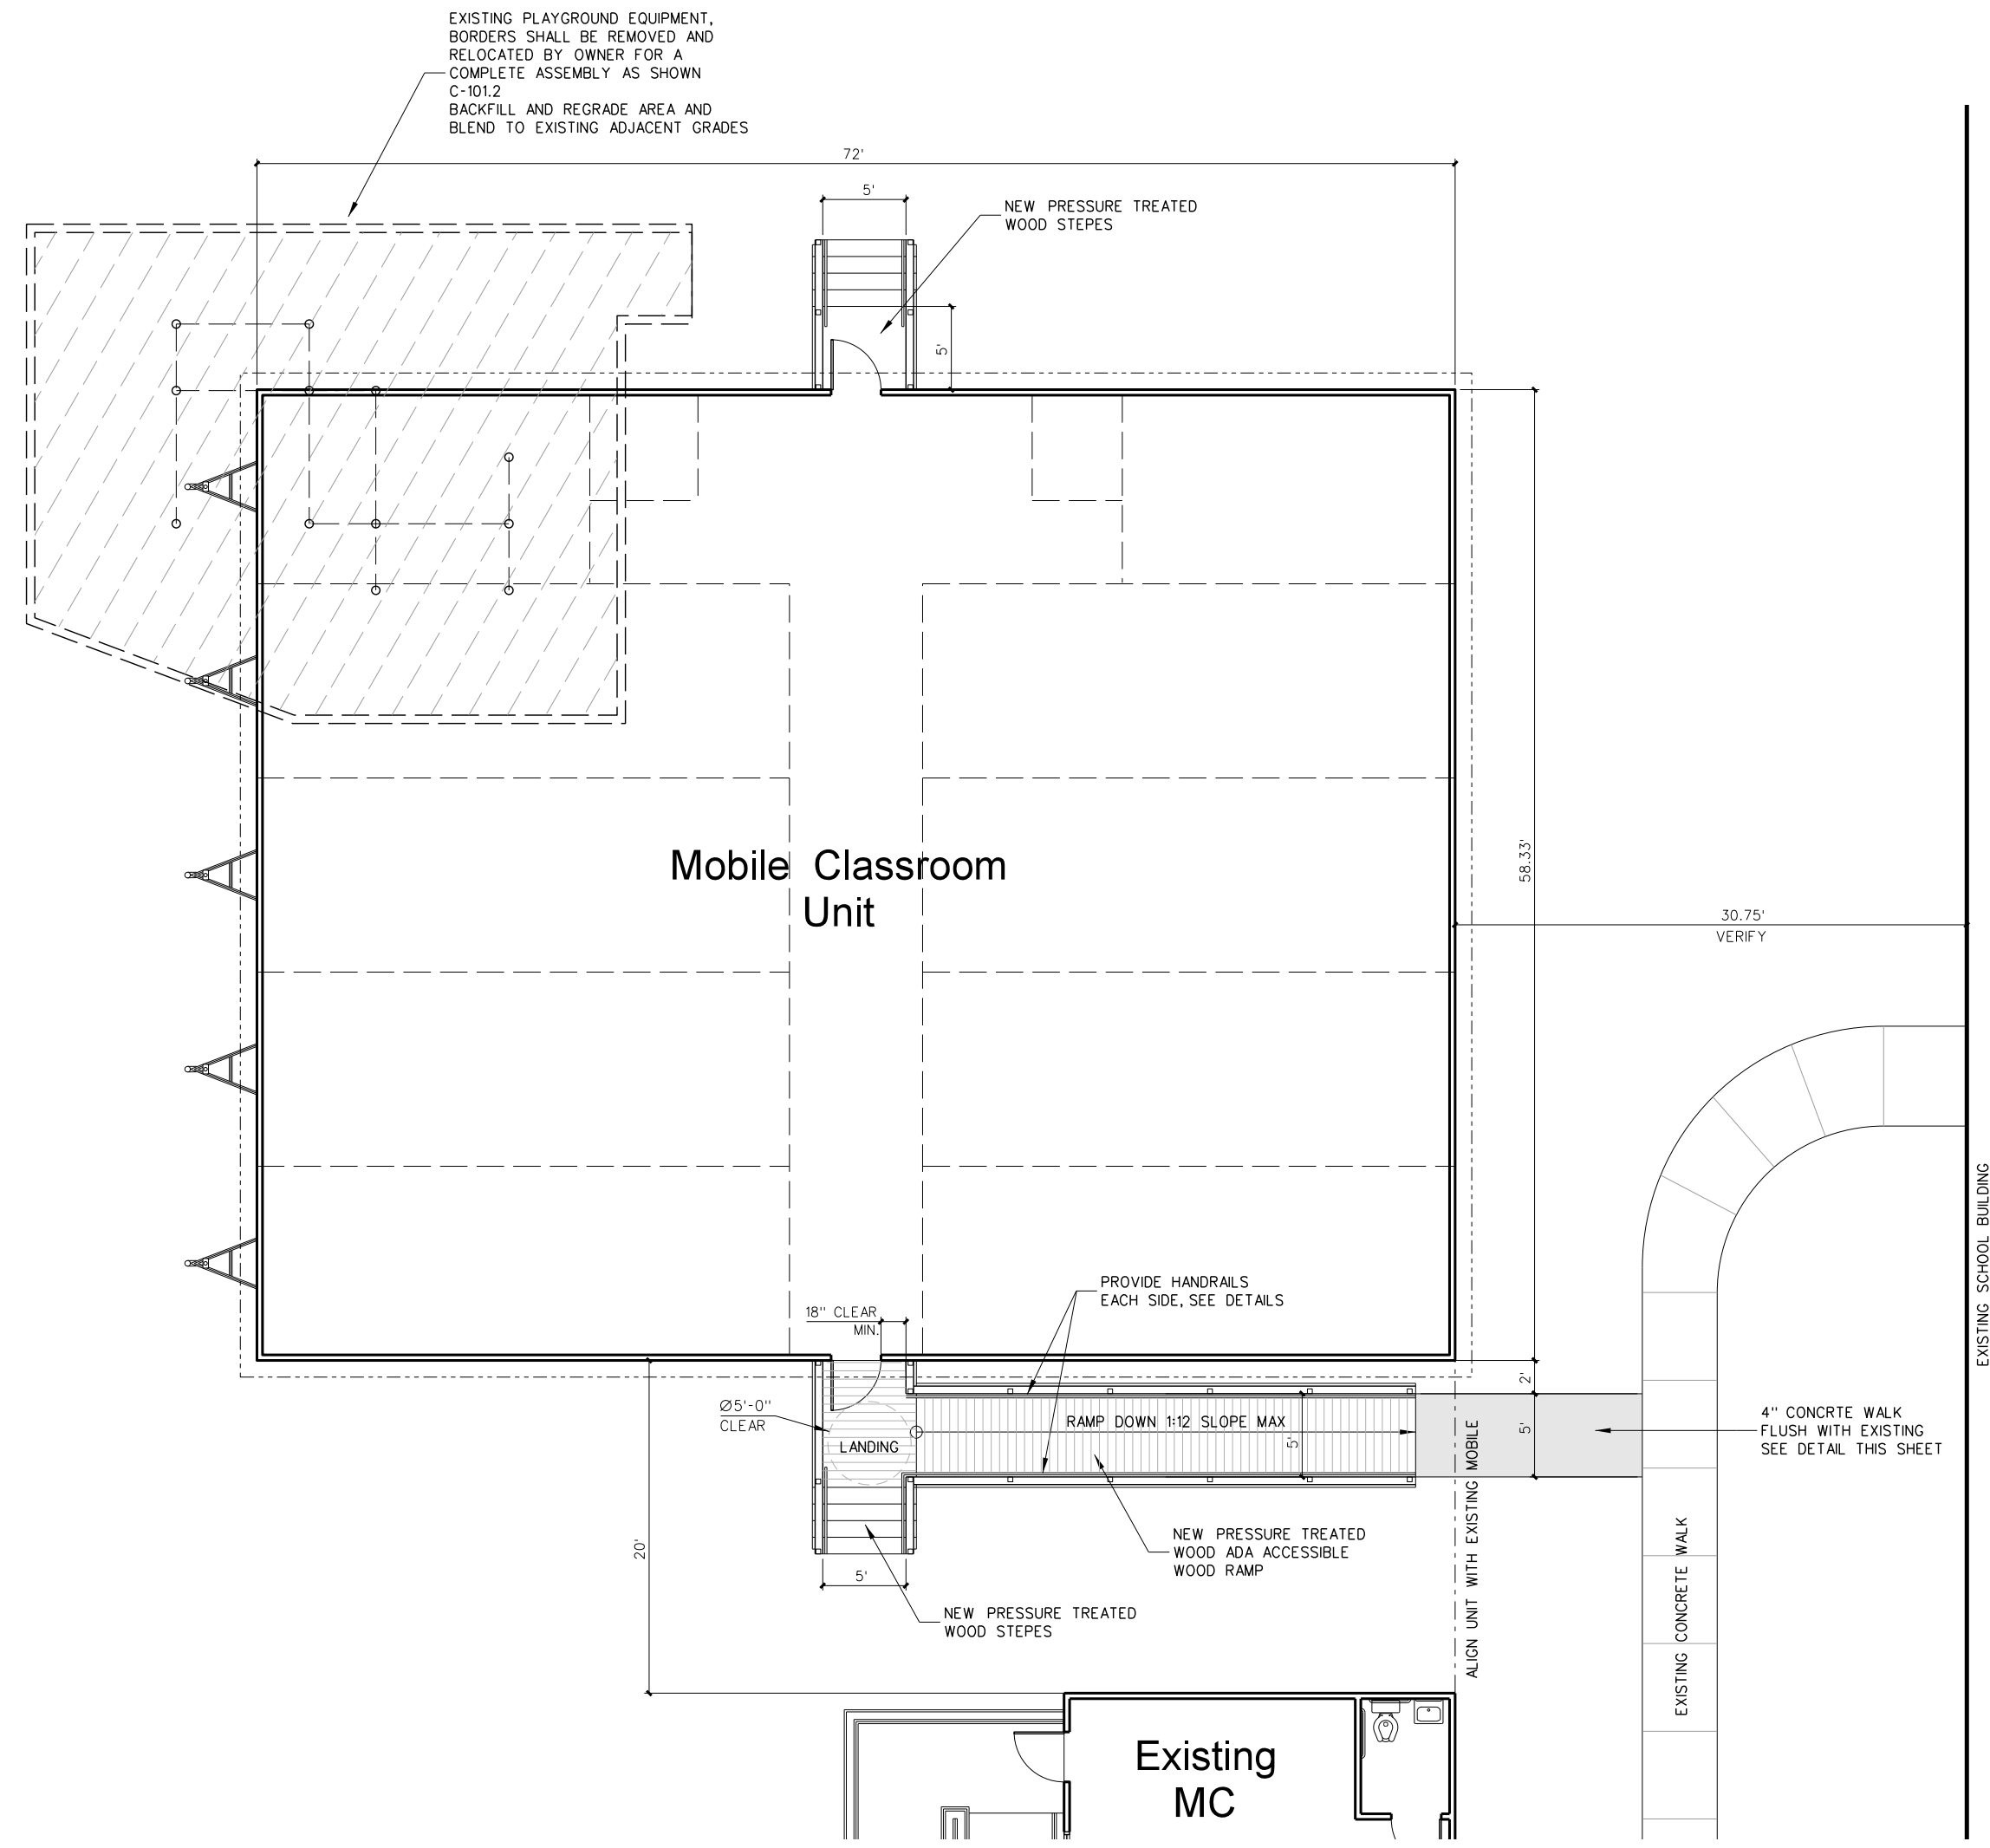 EXISTING PLAYGROUND EQUIPMENT,
BORDERS SHALL BE REMOVED AND
RELOCATED BY OWNER FOR A
COMPLETE ASSEMBLY AS SHOWN
C-101.2
BACKFILL AND REGRADE AREA AND
BLEND TO EXISTING ADJACENT GRADES
72'
5'
NEW PRESSURE TREATED
WOOD STEPES
5'
Mobile Classroom
Unit
58.33'
30.75'
VERIFY
EXISTING SCHOOL BUILDING
PROVIDE HANDRAILS
EACH SIDE, SEE DETAILS
18" CLEAR
MIN.
2'
Ø5'-0"
CLEAR
LANDING
RAMP DOWN 1:12 SLOPE MAX
5'
5'
4" CONCRTE WALK
FLUSH WITH EXISTING
SEE DETAIL THIS SHEET
ALIGN UNIT WITH EXISTING MOBILE
EXISTING CONCRETE WALK
20'
NEW PRESSURE TREATED
WOOD ADA ACCESSIBLE
WOOD RAMP
5'
NEW PRESSURE TREATED
WOOD STEPES
Existing
MC